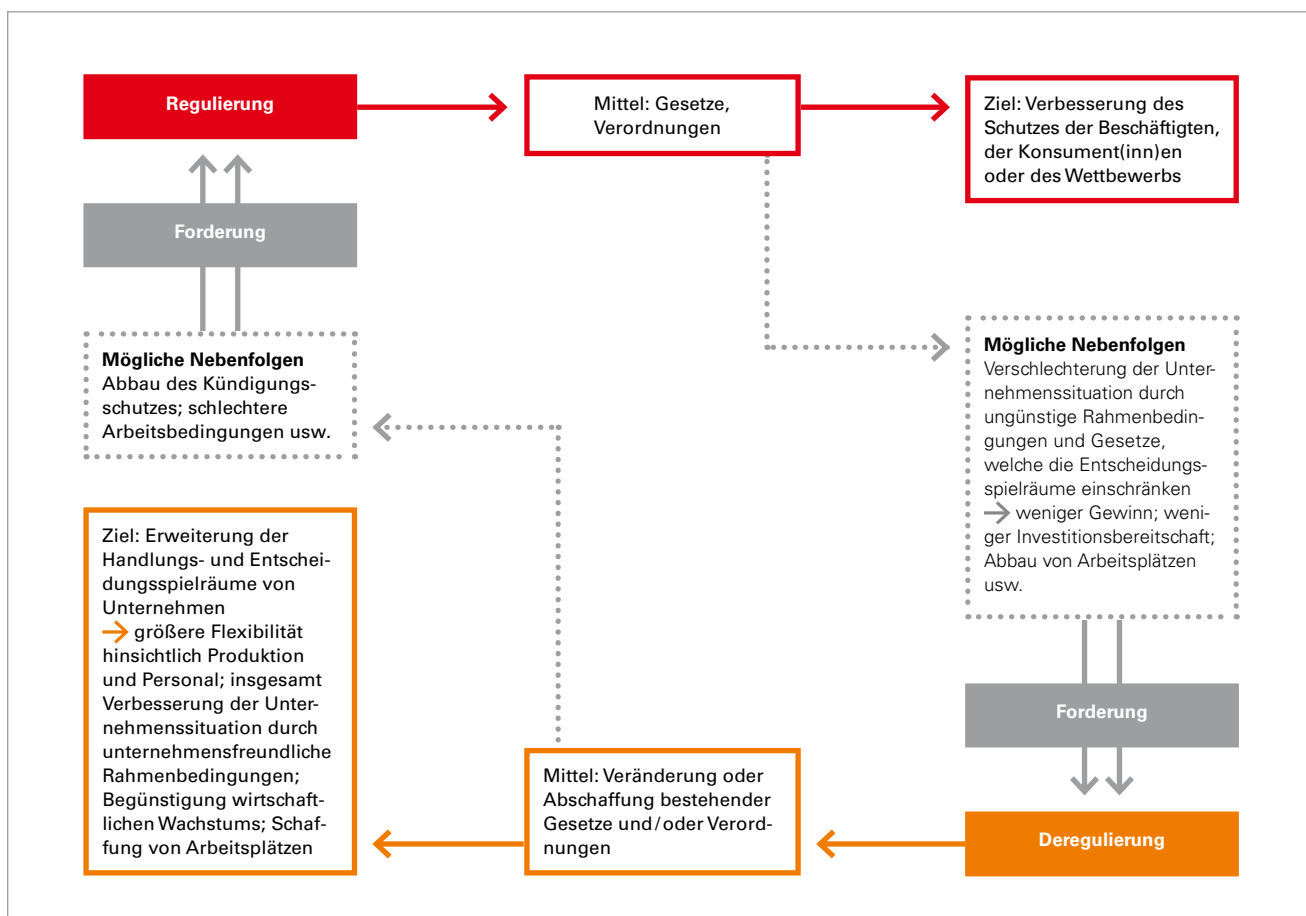 Regulierung
Mittel: Gesetze,
Verordnungen
Ziel: Verbesserung des
Schutzes der Beschäftigten,
der Konsument(inn)en
oder des Wettbewerbs
Forderung
Mögliche Nebenfolgen
Abbau des Kündigungs-
schutzes; schlechtere
Arbeitsbedingungen usw.
Mögliche Nebenfolgen
Verschlechterung der Unter-
nehmenssituation durch
ungünstige Rahmenbedin-
gungen und Gesetze,
welche die Entscheidungs-
spielräume einschränken
→ weniger Gewinn; weni-
ger Investitionsbereitschaft;
Abbau von Arbeitsplätzen
usw.
Ziel: Erweiterung der
Handlungs- und Entschei-
dungsspielräume von
Unternehmen
→ größere Flexibilität
hinsichtlich Produktion
und Personal; insgesamt
Verbesserung der Unter-
nehmenssituation durch
unternehmensfreundliche
Rahmenbedingungen;
Begünstigung wirtschaft-
lichen Wachstums; Schaf-
fung von Arbeitsplätzen
Forderung
Mittel: Veränderung oder
Abschaffung bestehender
Gesetze und/oder Verord-
nungen
Deregulierung